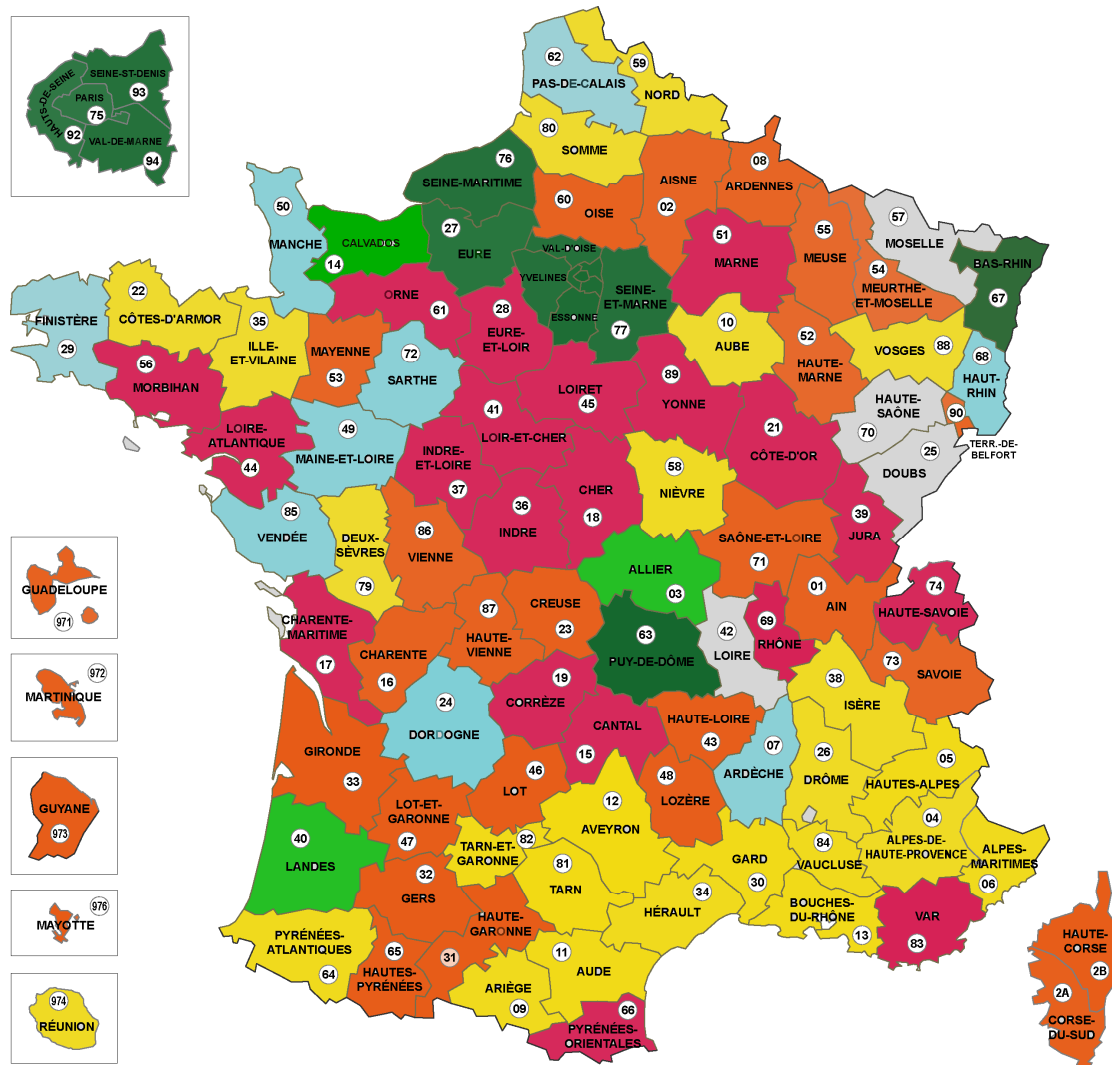 HAUTS-DE-SEINE
92
SEINE-ST-DENIS
93
PARIS
75
VAL-DE-MARNE
94
62
PAS-DE-CALAIS
59
NORD
80
SOMME
76
SEINE-MARITIME
60
OISE
AISNE
02
08
ARDENNES
50
MANCHE
CALVADOS
14
27
EURE
VAL-D'OISE
YVELINES
ESSONNE
SEINE-
ET-MARNE
77
51
MARNE
55
MEUSE
57
MOSELLE
54
MEURTHE-
ET-MOSELLE
BAS-RHIN
67
FINISTÈRE
29
22
CÔTES-D'ARMOR
35
ILLE-
ET-VILAINE
56
MORBIHAN
ORNE
61
MAYENNE
53
72
SARTHE
28
EURE-
ET-LOIR
10
AUBE
52
HAUTE-
MARNE
VOSGES
88
68
HAUT-
RHIN
90
TERR.-DE-
BELFORT
HAUTE-
SAÔNE
70
25
DOUBS
LOIRE-
ATLANTIQUE
44
49
MAINE-ET-LOIRE
INDRE-
ET-LOIRE
37
41
LOIR-ET-CHER
LOIRET
45
89
YONNE
21
CÔTE-D'OR
58
NIÈVRE
CHER
18
36
INDRE
85
VENDÉE
DEUX-
SÈVRES
79
86
VIENNE
ALLIER
03
SAÔNE-ET-LOIRE
71
39
JURA
01
AIN
74
HAUTE-SAVOIE
73
SAVOIE
CHARENTE-
MARITIME
17
CHARENTE
16
87
HAUTE-
VIENNE
CREUSE
23
63
PUY-DE-DÔME
42
LOIRE
69
RHÔNE
38
ISÈRE
24
DORDOGNE
19
CORRÈZE
CANTAL
15
HAUTE-LOIRE
43
07
ARDÈCHE
26
DRÔME
05
HAUTES-ALPES
GIRONDE
33
LOT-ET-
GARONNE
47
46
LOT
12
AVEYRON
48
LOZÈRE
40
LANDES
32
GERS
82
TARN-ET-
GARONNE
81
TARN
GARD
30
84
VAUCLUSE
04
ALPES-DE-
HAUTE-PROVENCE
ALPES-
MARITIMES
06
34
HÉRAULT
BOUCHES-
DU-RHÔNE
13
VAR
83
PYRÉNÉES-
ATLANTIQUES
64
65
HAUTES-
PYRÉNÉES
HAUTE-
GARONNE
31
ARIÈGE
09
11
AUDE
66
PYRÉNÉES-
ORIENTALES
HAUTE-
CORSE
2B
2A
CORSE-
DU-SUD
GUADELOUPE
971
972
MARTINIQUE
GUYANE
973
976
MAYOTTE
974
RÉUNION